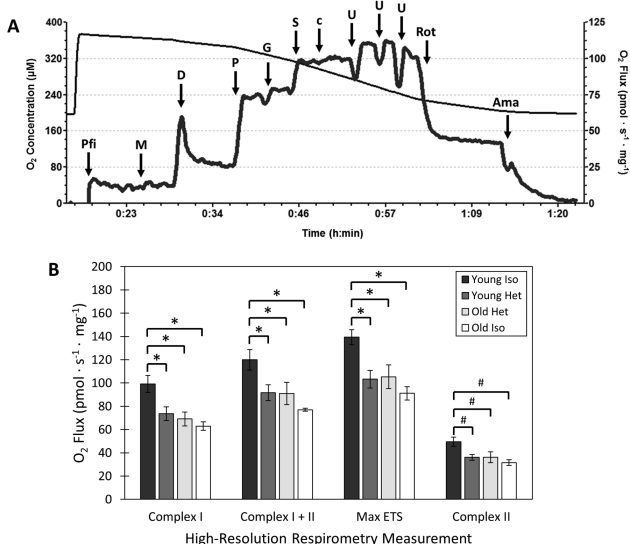 A
O2 Concentration (µM)
400
320
240
160
80
0
Pfi
M
D
P
G
S
c
U
U
U
Rot
Ama
125
100
75
50
25
0
O2 Flux (pmol · s-1 · mg-1)
0:23
0:34
0:46
0:57
1:09
1:20
Time (h:min)
B
O2 Flux (pmol · s-1 · mg-1)
200
180
160
140
120
100
80
60
40
20
0
Young Iso
Young Het
Old Het
Old Iso
*
*
*
*
*
*
*
*
*
#
#
#
Complex I
Complex I + II
Max ETS
Complex II
High-Resolution Respirometry Measurement